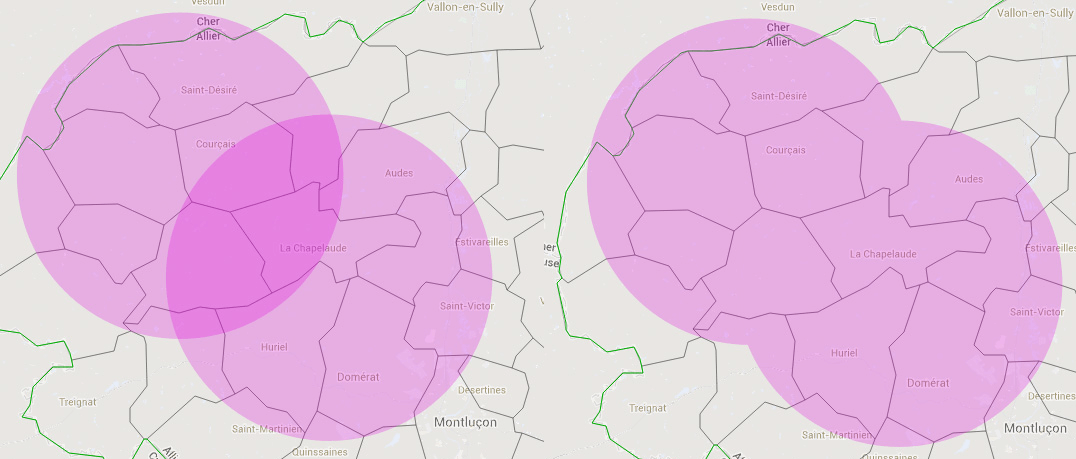 Vesdun
Vallon-en-Sully
Cher
Allier
Saint-Désiré
Courçais
Audes
La Chapelaude
Estivareilles
Saint-Victor
Huriel
Domérat
Désertines
Treignat
Montluçon
Saint-Martinien
Quinssaines
Vesdun
Vallon-en-Sully
Cher
Allier
Saint-Désiré
Courçais
Audes
La Chapelaude
Estivareilles
Saint-Victor
Huriel
Domérat
Désertines
Treignat
Montluçon
Saint-Martinien
Quinssaines